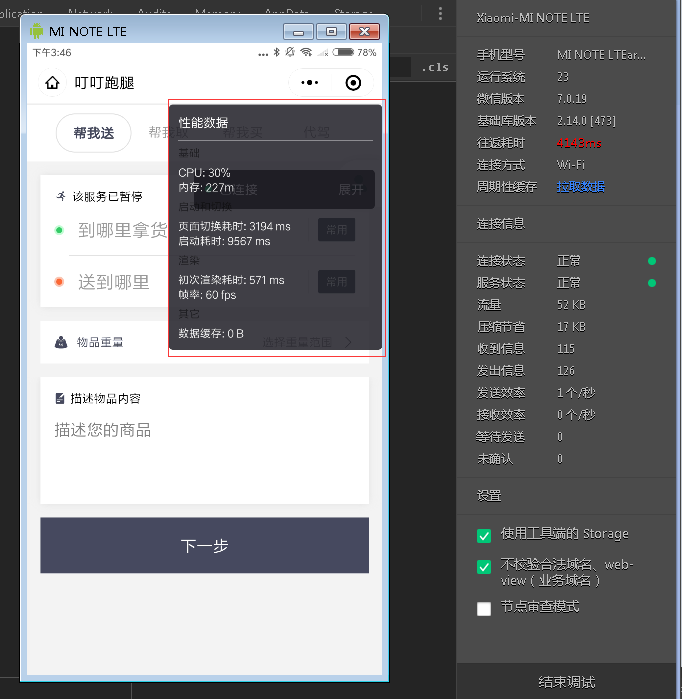 Network
Audits
Memory
AppData
Storage
MI NOTE LTE
下午3:46
78%
叮叮跑腿
帮我送
帮我取
帮我买
代感
该服务已暂停
到哪里拿货
送到哪里
物品重量
选择重量范围
描述物品内容
描述您的商品
下一步
性能数据
基础
CPU: 30%
内存: 227m
连接
展开
启动和切换
页面切换耗时: 3194 ms
启动耗时: 9567 ms
常用
渲染
初次渲染耗时: 571 ms
帧率: 60 fps
常用
其它
数据缓存: 0 B
.cls
Xiaomi-MI NOTE LTE
手机型号 MI NOTE LTEar...
运行系统 23
微信版本 7.0.19
基础库版本 2.14.0 [473]
往返耗时 4143ms
连接方式 Wi-Fi
周期性缓存 拉取数据
连接信息
连接状态 正常
服务状态 正常
流量 52 KB
压缩节省 17 KB
收到信息 115
发出信息 126
发送效率 1 个/秒
接收效率 0 个/秒
等待发送 0
未确认 0
设置
使用工具端的 Storage
不校验合法域名、web-
view（业务域名）
节点审查模式
结束调试